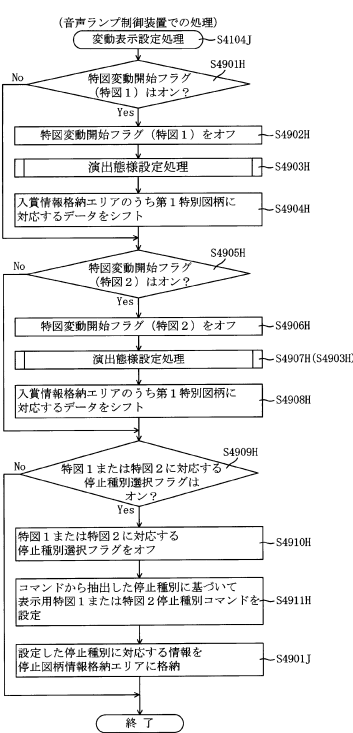 (音声ランプ制御装置での処理)
変動表示設定処理
S4104J
S4901H
特図変動開始フラグ
(特図1)はオン?
No
Yes
特図変動開始フラグ(特図1)をオフ
S4902H
演出態様設定処理
S4903H
入賞情報格納エリアのうち第1特別図柄に
対応するデータをシフト
S4904H
S4905H
特図変動開始フラグ
(特図2)はオン?
No
Yes
特図変動開始フラグ(特図2)をオフ
S4906H
演出態様設定処理
S4907H(S4903H)
入賞情報格納エリアのうち第1特別図柄に
対応するデータをシフト
S4908H
S4909H
特図1または特図2に対応する
停止種別選択フラグは
オン?
No
Yes
特図1または特図2に対応する
停止種別選択フラグをオフ
S4910H
コマンドから抽出した停止種別に基づいて
表示用特図1または特図2停止種別コマンドを
設定
S4911H
設定した停止種別に対応する情報を
停止図柄情報格納エリアに格納
S4901J
終了